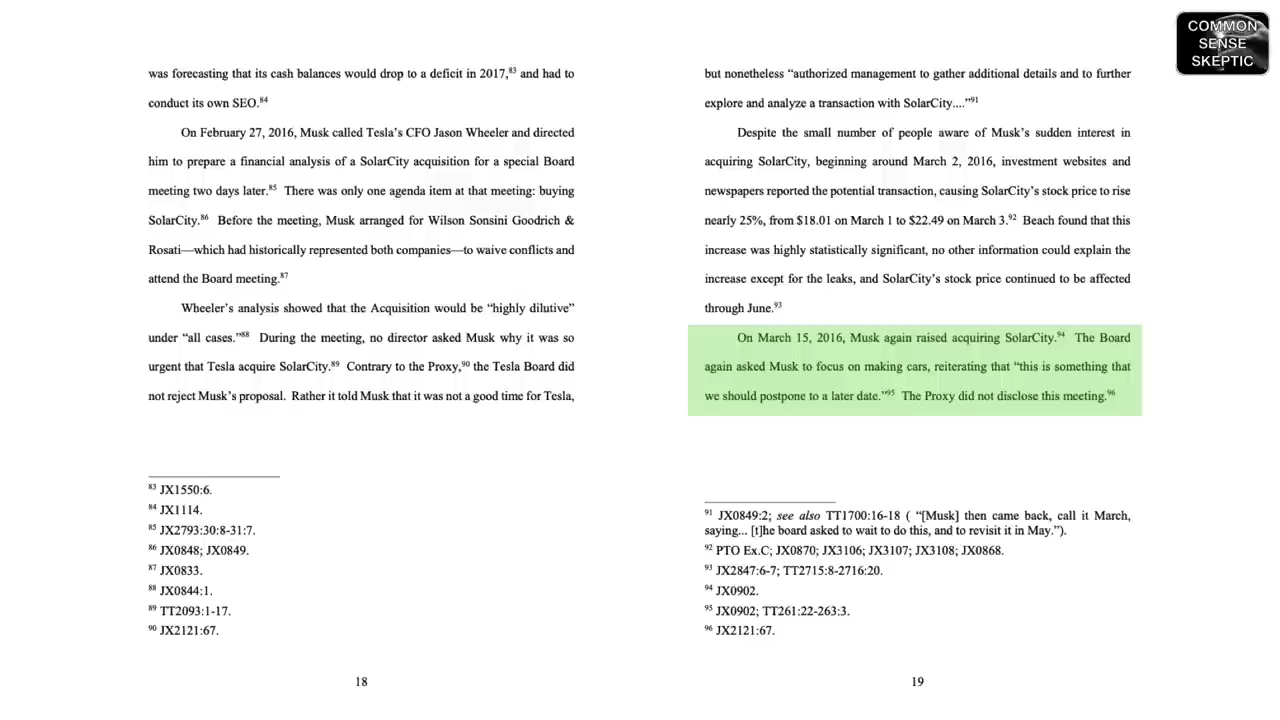 COMMON
SENSE
SKEPTIC
was forecasting that its cash balances would drop to a deficit in 2017,83 and had to
conduct its own SEO.84
On February 27, 2016, Musk called Tesla’s CFO Jason Wheeler and directed
him to prepare a financial analysis of a SolarCity acquisition for a special Board
meeting two days later.85 There was only one agenda item at that meeting: buying
SolarCity.86 Before the meeting, Musk arranged for Wilson Sonsini Goodrich &
Rosati—which had historically represented both companies—to waive conflicts and
attend the Board meeting.87
Wheeler’s analysis showed that the Acquisition would be “highly dilutive”
under “all cases.”88 During the meeting, no director asked Musk why it was so
urgent that Tesla acquire SolarCity.89 Contrary to the Proxy,90 the Tesla Board did
not reject Musk’s proposal. Rather it told Musk that it was not a good time for Tesla,
83 JX1550:6.
84 JX1114.
85 JX2793:30:8-31:7.
86 JX0848; JX0849.
87 JX0833.
88 JX0844:1.
89 TT2093:1-17.
90 JX2121:67.
18
but nonetheless “authorized management to gather additional details and to further
explore and analyze a transaction with SolarCity....”91
Despite the small number of people aware of Musk’s sudden interest in
acquiring SolarCity, beginning around March 2, 2016, investment websites and
newspapers reported the potential transaction, causing SolarCity’s stock price to rise
nearly 25%, from $18.01 on March 1 to $22.49 on March 3.92 Beach found that this
increase was highly statistically significant, no other information could explain the
increase except for the leaks, and SolarCity’s stock price continued to be affected
through June.93
On March 15, 2016, Musk again raised acquiring SolarCity.94 The Board
again asked Musk to focus on making cars, reiterating that “this is something that
we should postpone to a later date.”95 The Proxy did not disclose this meeting.96
91 JX0849:2; see also TT1700:16-18 ( “[Musk] then came back, call it March,
saying... [t]he board asked to wait to do this, and to revisit it in May.”).
92 PTO Ex.C; JX0870; JX3106; JX3107; JX3108; JX0868.
93 JX2847:6-7; TT2715:8-2716:20.
94 JX0902.
95 JX0902; TT261:22-263:3.
96 JX2121:67.
19